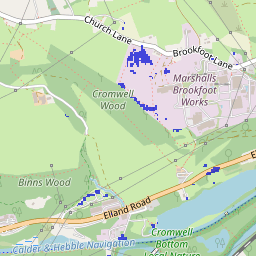 Church Lane
Brookfoot Lane
Marshalls
Brookfoot
Works
Cromwell
Wood
Binns Wood
Elland Road
Cromwell
Bottom
Local Nature
Calder & Hebble Navigation